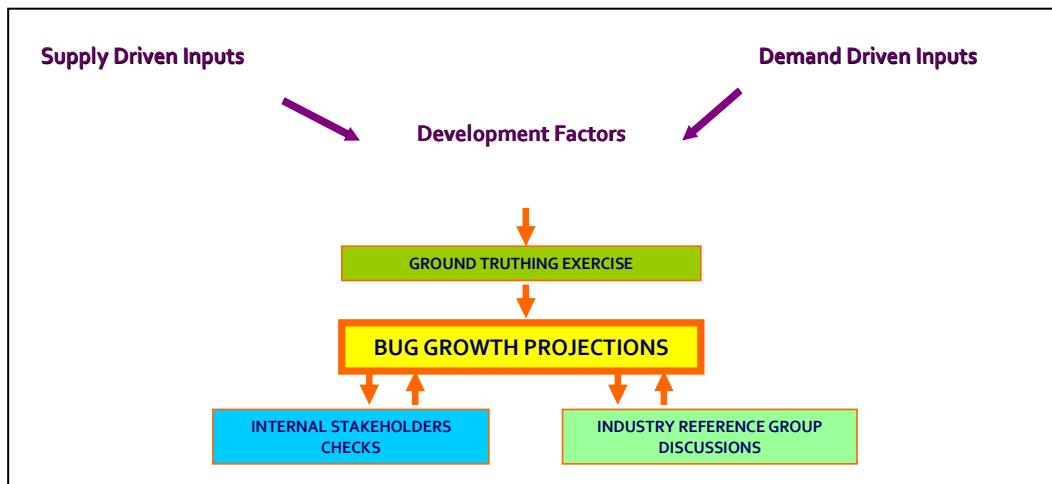 Supply Driven Inputs
Demand Driven Inputs
Development Factors
GROUND TRUTHING EXERCISE
BUG GROWTH PROJECTIONS
INTERNAL STAKEHOLDERS
CHECKS
INDUSTRY REFERENCE GROUP
DISCUSSIONS